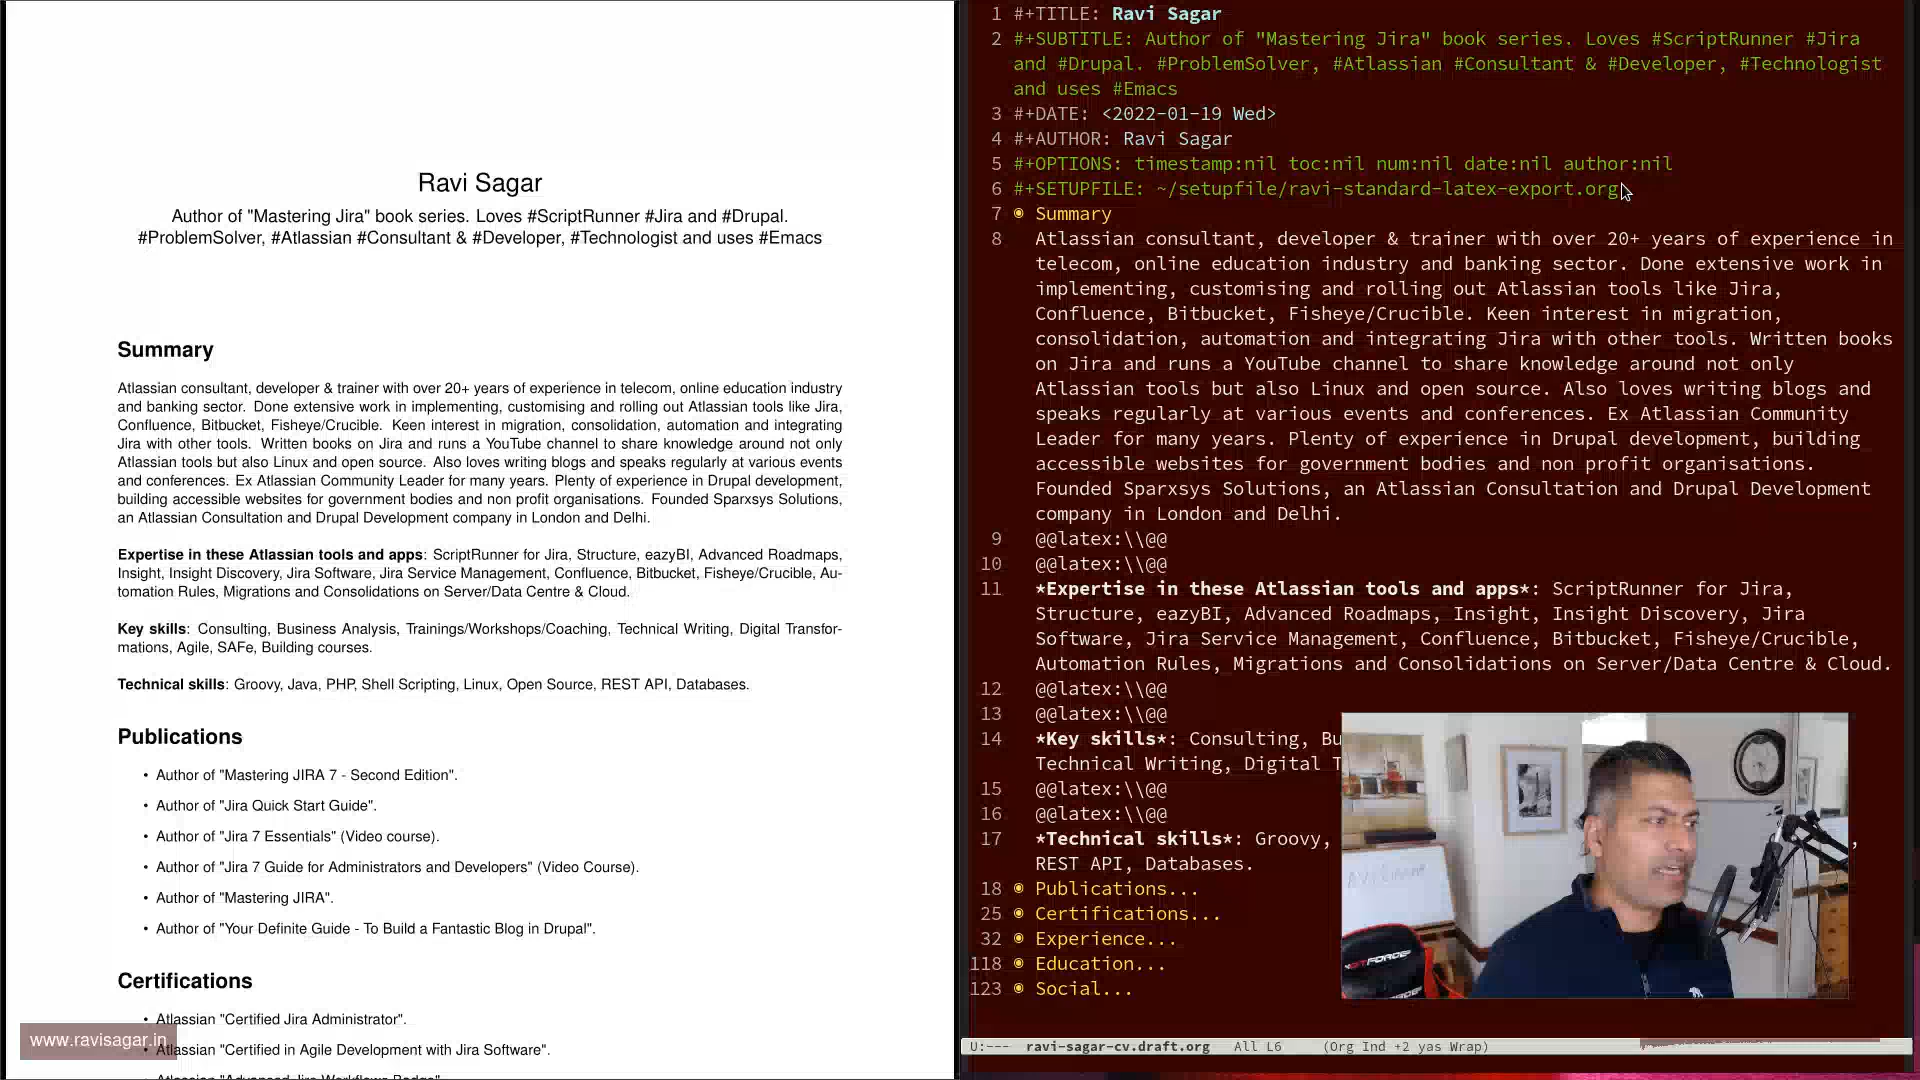 Ravi Sagar
Author of "Mastering Jira" book series. Loves #ScriptRunner #Jira and #Drupal.
#ProblemSolver, #Atlassian #Consultant & #Developer, #Technologist and uses #Emacs
Summary
Atlassian consultant, developer & trainer with over 20+ years of experience in telecom, online education industry
and banking sector. Done extensive work in implementing, customising and rolling out Atlassian tools like Jira,
Confluence, Bitbucket, Fisheye/Crucible. Keen interest in migration, consolidation, automation and integrating
Jira with other tools. Written books on Jira and runs a YouTube channel to share knowledge around not only
Atlassian tools but also Linux and open source. Also loves writing blogs and speaks regularly at various events
and conferences. Ex Atlassian Community Leader for many years. Plenty of experience in Drupal development,
building accessible websites for government bodies and non profit organisations. Founded Sparxsys Solutions,
an Atlassian Consultation and Drupal Development company in London and Delhi.
Expertise in these Atlassian tools and apps: ScriptRunner for Jira, Structure, eazyBI, Advanced Roadmaps,
Insight, Insight Discovery, Jira Software, Jira Service Management, Confluence, Bitbucket, Fisheye/Crucible, Au-
tomation Rules, Migrations and Consolidations on Server/Data Centre & Cloud.
Key skills: Consulting, Business Analysis, Trainings/Workshops/Coaching, Technical Writing, Digital Transfor-
mations, Agile, SAFe, Building courses.
Technical skills: Groovy, Java, PHP, Shell Scripting, Linux, Open Source, REST API, Databases.
Publications
• Author of "Mastering JIRA 7 - Second Edition".
• Author of "Jira Quick Start Guide".
• Author of "Jira 7 Essentials" (Video course).
• Author of "Jira 7 Guide for Administrators and Developers" (Video Course).
• Author of "Mastering JIRA".
• Author of "Your Definite Guide - To Build a Fantastic Blog in Drupal".
Certifications
• Atlassian "Certified Jira Administrator".
• Atlassian "Certified in Agile Development with Jira Software".
www.ravisagar.in
1 #+TITLE: Ravi Sagar
2 #+SUBTITLE: Author of "Mastering Jira" book series. Loves #ScriptRunner #Jira
and #Drupal. #ProblemSolver, #Atlassian #Consultant & #Developer, #Technologist
and uses #Emacs
3 #+DATE: <2022-01-19 Wed>
4 #+AUTHOR: Ravi Sagar
5 #+OPTIONS: timestamp:nil toc:nil num:nil date:nil author:nil
6 #+SETUPFILE: ~/setupfile/ravi-standard-latex-export.org
7 Summary
8 Atlassian consultant, developer & trainer with over 20+ years of experience in
telecom, online education industry and banking sector. Done extensive work in
implementing, customising and rolling out Atlassian tools like Jira,
Confluence, Bitbucket, Fisheye/Crucible. Keen interest in migration,
consolidation, automation and integrating Jira with other tools. Written books
on Jira and runs a YouTube channel to share knowledge around not only
Atlassian tools but also Linux and open source. Also loves writing blogs and
speaks regularly at various events and conferences. Ex Atlassian Community
Leader for many years. Plenty of experience in Drupal development, building
accessible websites for government bodies and non profit organisations.
Founded Sparxsys Solutions, an Atlassian Consultation and Drupal Development
company in London and Delhi.
9 @@latex:\\@@
10 @@latex:\\@@
11 *Expertise in these Atlassian tools and apps*: ScriptRunner for Jira,
Structure, eazyBI, Advanced Roadmaps, Insight, Insight Discovery, Jira
Software, Jira Service Management, Confluence, Bitbucket, Fisheye/Crucible,
Automation Rules, Migrations and Consolidations on Server/Data Centre & Cloud.
12 @@latex:\\@@
13 @@latex:\\@@
14 *Key skills*: Consulting, Bu
Technical Writing, Digital T
15 @@latex:\\@@
16 @@latex:\\@@
17 *Technical skills*: Groovy, ,
REST API, Databases.
18 Publications...
25 Certifications...
32 Experience...
118 Education...
123 Social...
GTFORCE
U:--- ravi-sagar-cv.draft.org All L6 (Org Ind +2 yas Wrap)